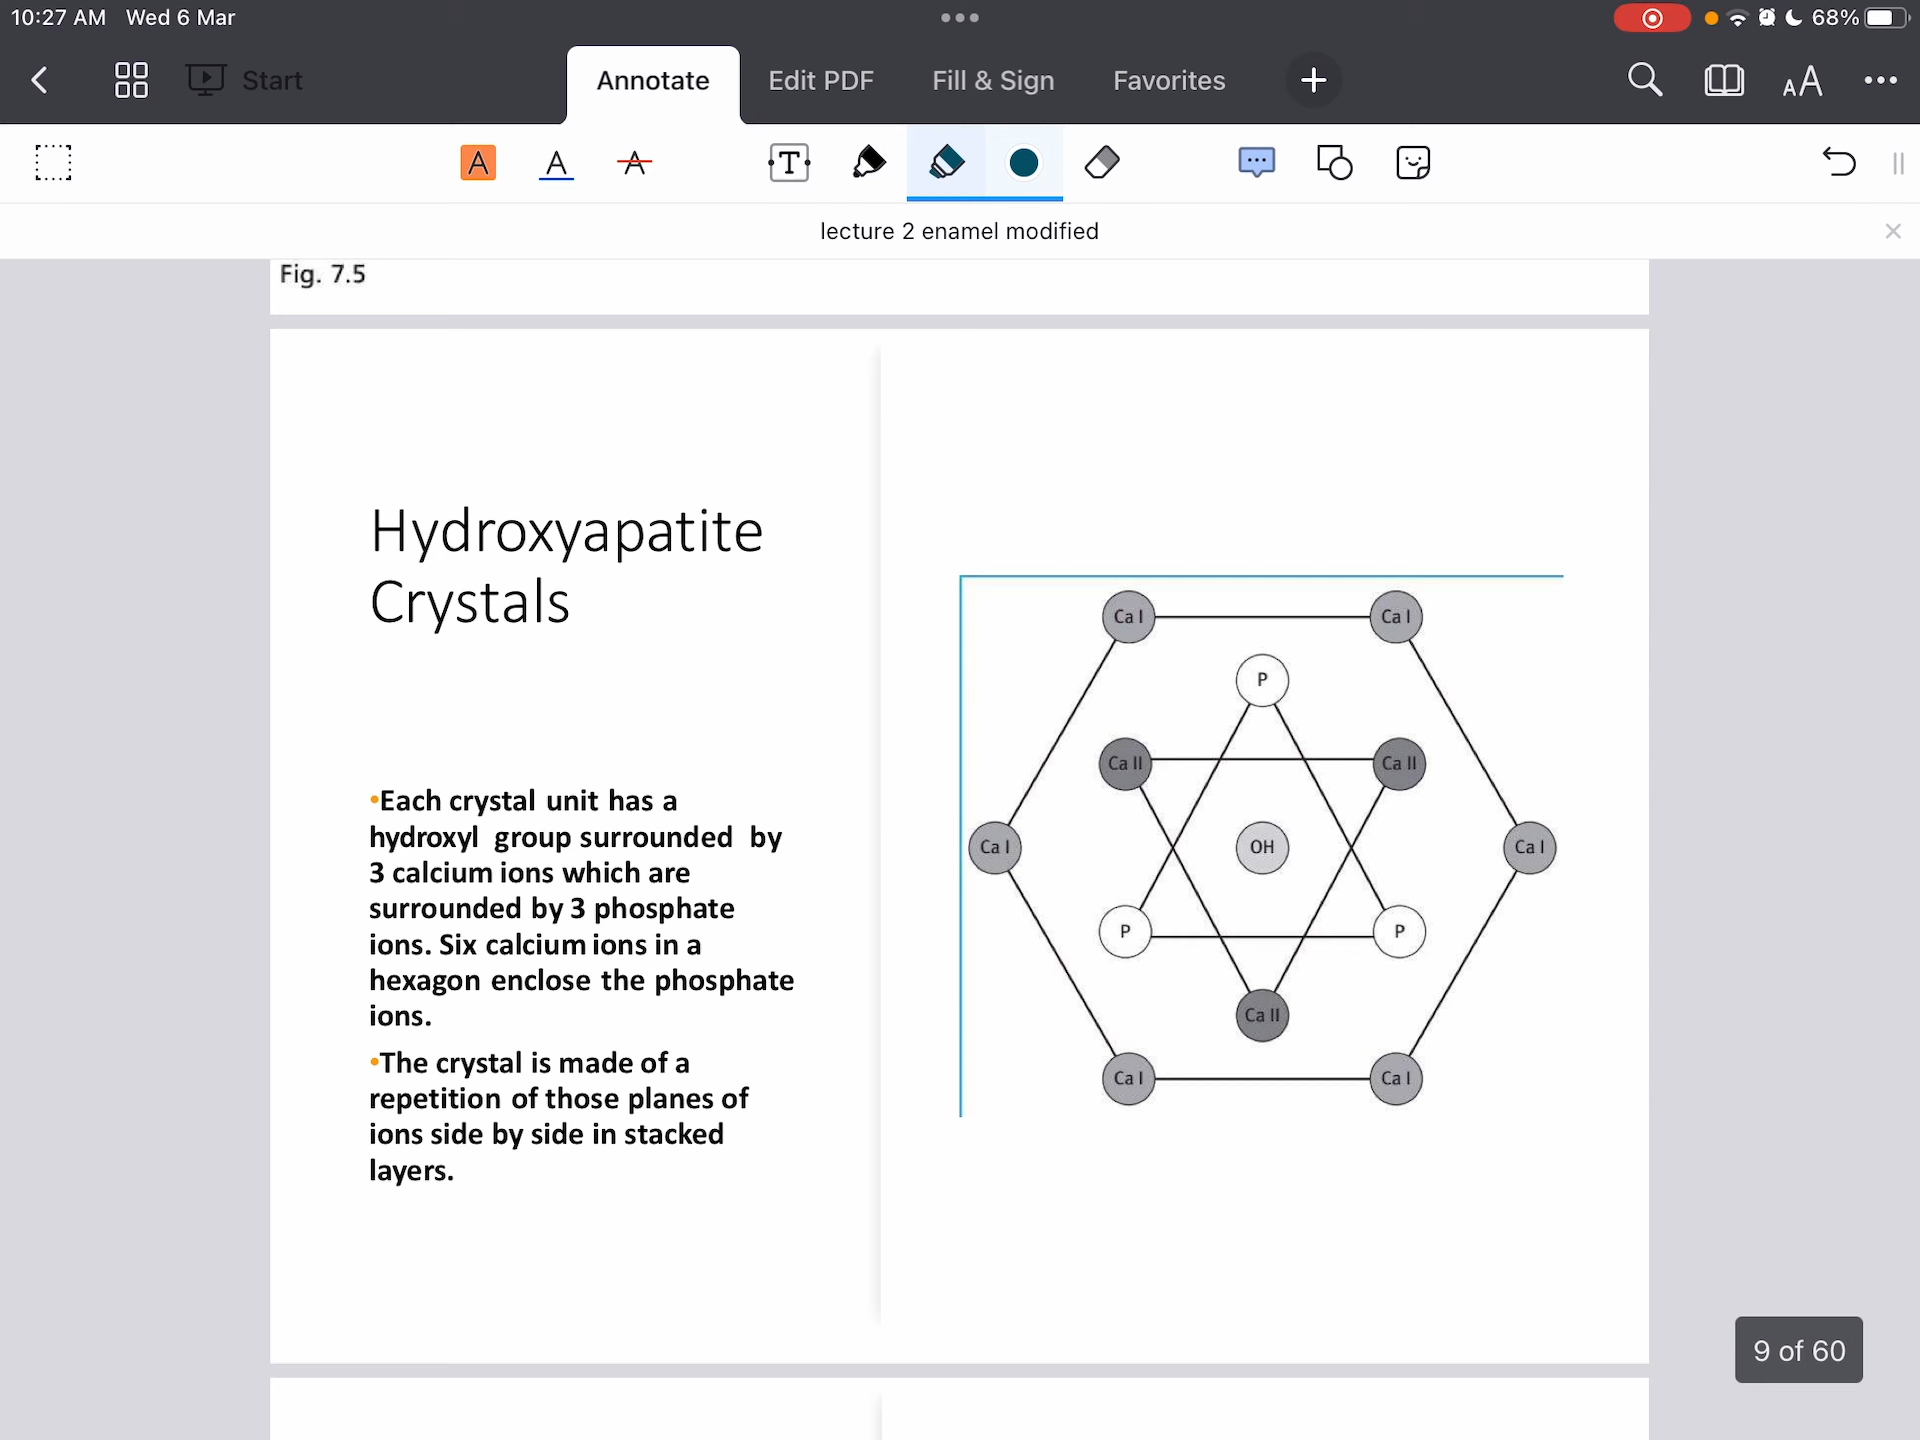 10:27 AM Wed 6 Mar
68%
Start
Annotate
Edit PDF
Fill & Sign
Favorites
AA
A
A
A
T
lecture 2 enamel modified
Fig. 7.5
Hydroxyapatite
Crystals
•Each crystal unit has a
hydroxyl group surrounded by
3 calcium ions which are
surrounded by 3 phosphate
ions. Six calcium ions in a
hexagon enclose the phosphate
ions.
•The crystal is made of a
repetition of those planes of
ions side by side in stacked
layers.
Ca I
Ca I
P
Ca II
Ca II
Ca I
OH
Ca I
P
P
Ca II
Ca I
Ca I
9 of 60